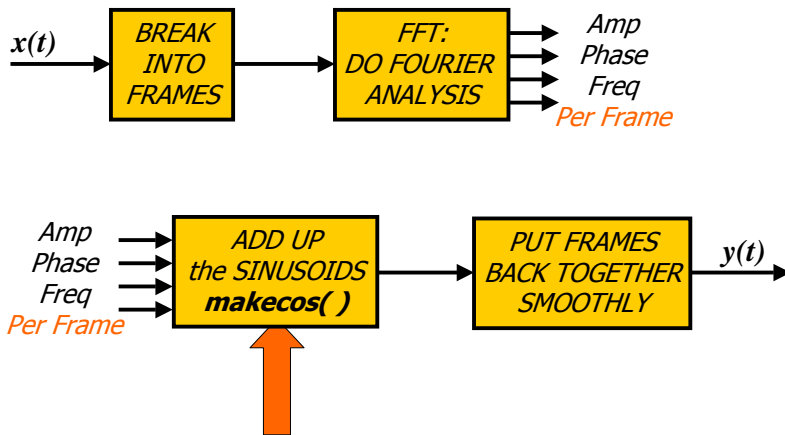 x(t)
BREAK
INTO
FRAMES
FFT:
DO FOURIER
ANALYSIS
Amp
Phase
Freq
Per Frame
Amp
Phase
Freq
Per Frame
ADD UP
the SINUSOIDS
makecos( )
PUT FRAMES
BACK TOGETHER
SMOOTHLY
y(t)